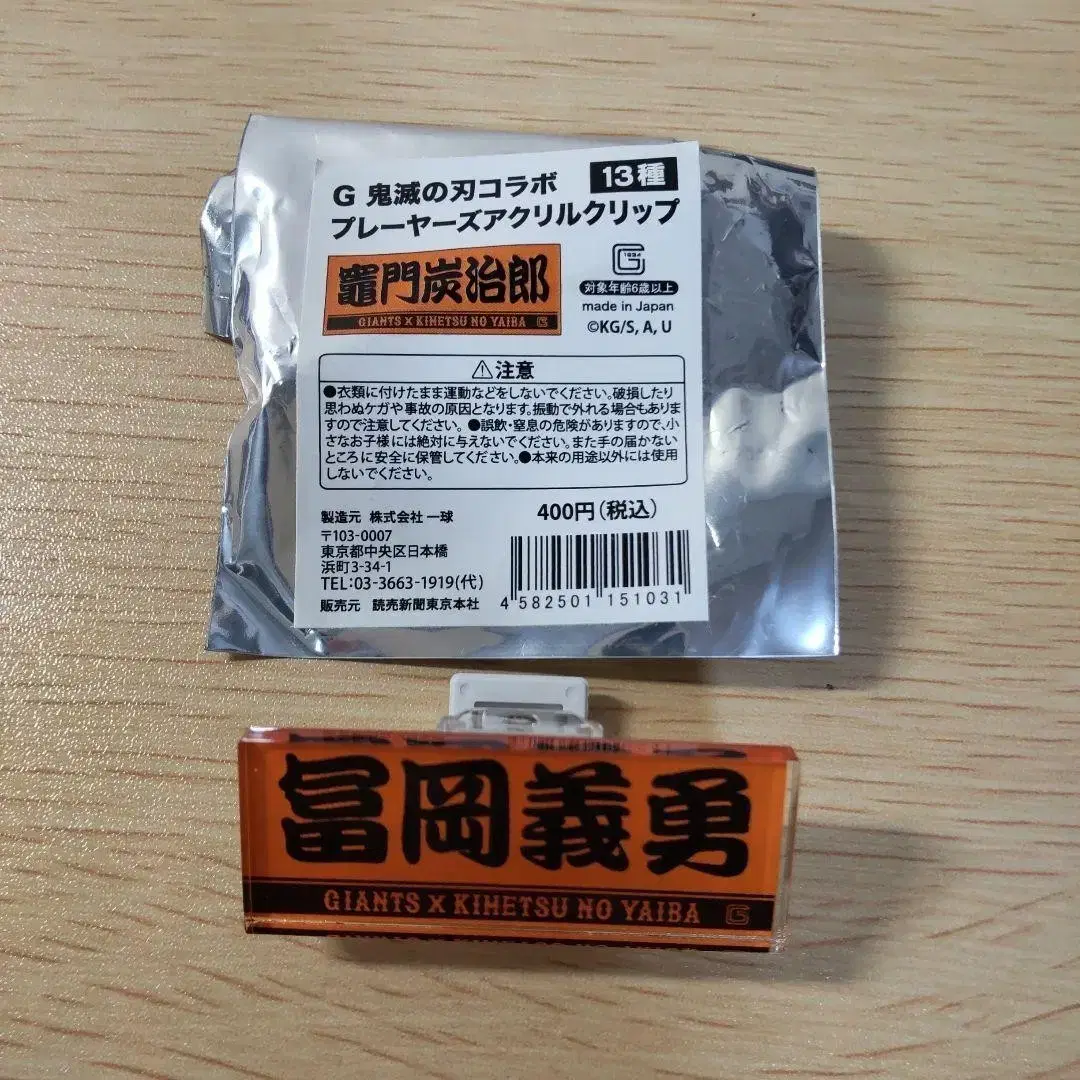 G 鬼滅の刃コラボ 13種
プレーヤーズアクリルクリップ
竈門炭治郎
GIANTS X KIMETSU NO YAIBA G
G
1934
対象年齢6歳以上
made in Japan
©KG/S, A, U
⚠注意
●衣類に付けたまま運動などをしないでください。破損したり
思わぬケガや事故の原因となります。振動で外れる場合もありま
すので注意してください。●誤飲・窒息の危険がありますので、小
さなお子様には絶対に与えないでください。また手の届かない
ところに安全に保管してください。●本来の用途以外には使用
しないでください。
400円(税込)
製造元 株式会社 一球
〒103-0007
東京都中央区日本橋
浜町3-34-1
TEL:03-3663-1919(代)
販売元 読売新聞東京本社
4 582501 151031
冨岡義勇
GIANTS X KIMETSU NO YAIBA G